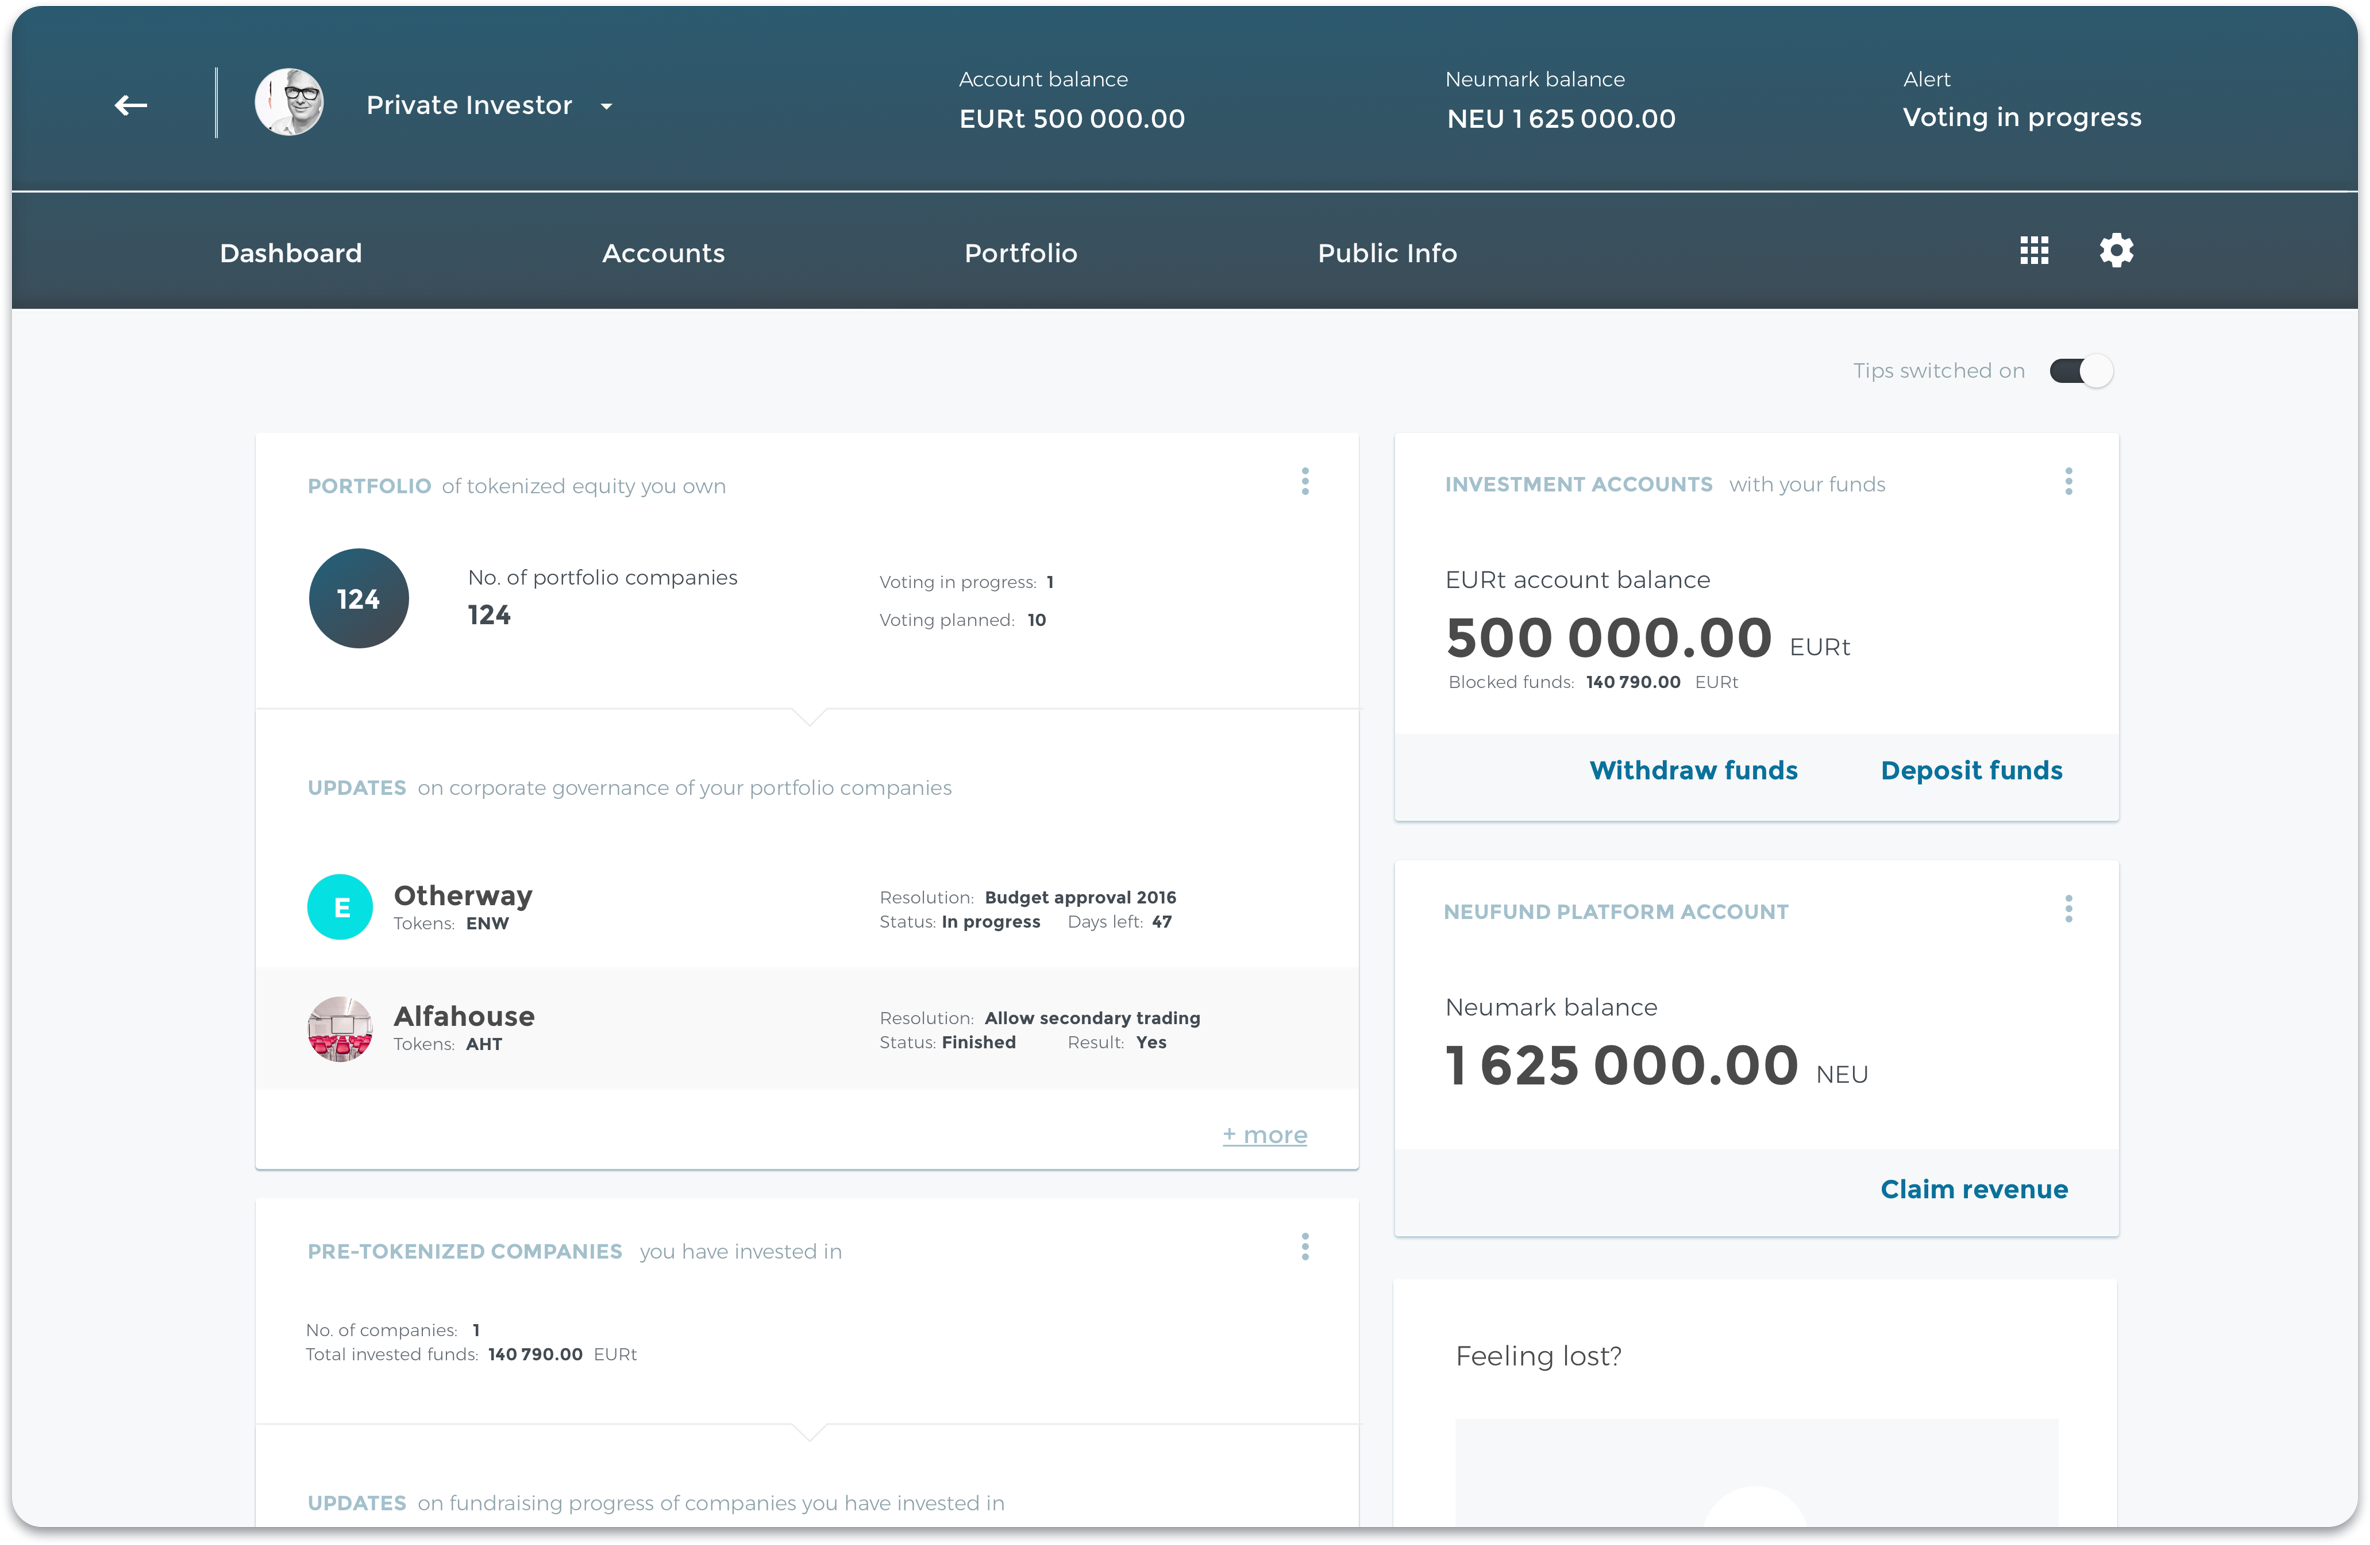 Private Investor
Account balance
EURt 500 000.00
Neumark balance
NEU 1 625 000.00
Alert
Voting in progress
Dashboard
Accounts
Portfolio
Public Info
Tips switched on
PORTFOLIO of tokenized equity you own
124
No. of portfolio companies
124
Voting in progress: 1
Voting planned: 10
UPDATES on corporate governance of your portfolio companies
E
Otherway
Tokens: ENW
Resolution: Budget approval 2016
Status: In progress Days left: 47
Alfahouse
Tokens: AHT
Resolution: Allow secondary trading
Status: Finished Result: Yes
+ more
PRE-TOKENIZED COMPANIES you have invested in
No. of companies: 1
Total invested funds: 140 790.00 EURt
UPDATES on fundraising progress of companies you have invested in
INVESTMENT ACCOUNTS with your funds
EURt account balance
500 000.00 EURt
Blocked funds: 140 790.00 EURt
Withdraw funds
Deposit funds
NEUFUND PLATFORM ACCOUNT
Neumark balance
1 625 000.00 NEU
Claim revenue
Feeling lost?